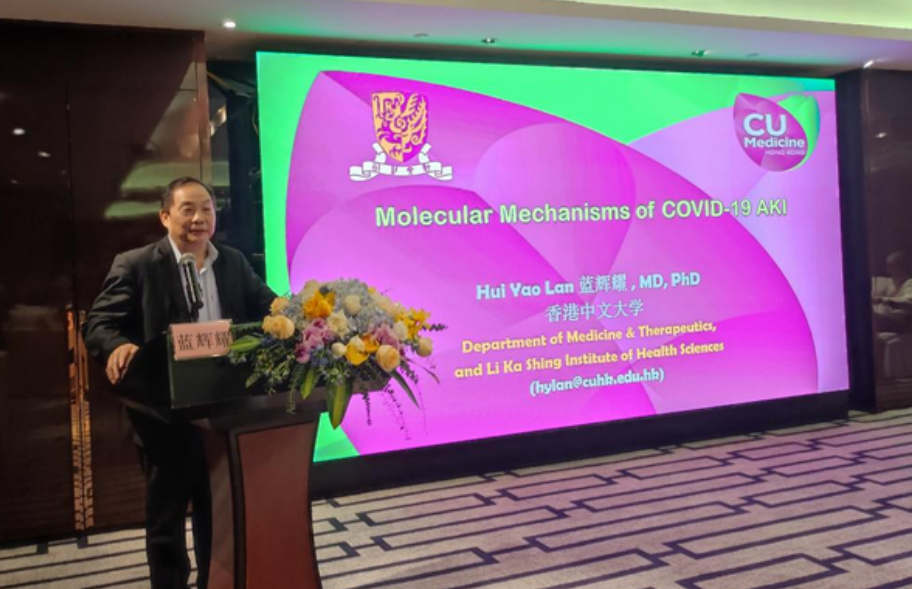 CU
Medicine
HONG KONG
Molecular Mechanisms of COVID-19 AKI
Hui Yao Lan 蓝辉耀 , MD, PhD
香港中文大学
Department of Medicine & Therapeutics,
and Li Ka Shing Institute of Health Sciences
(hylan@cuhk.edu.hk)
蓝辉耀